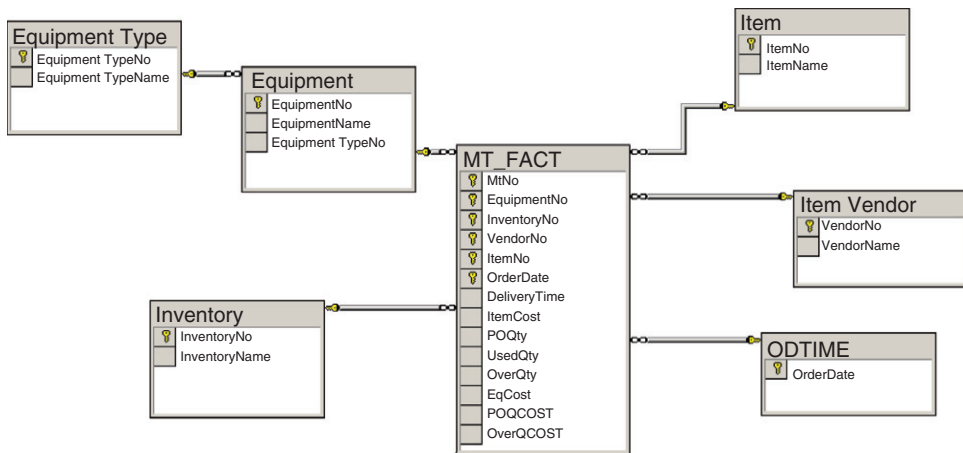 Equipment Type
Equipment TypeNo
Equipment TypeName
Equipment
EquipmentNo
EquipmentName
Equipment TypeNo
Item
ItemNo
ItemName
MT_FACT
MtNo
EquipmentNo
InventoryNo
VendorNo
ItemNo
OrderDate
DeliveryTime
ItemCost
POQty
UsedQty
OverQty
EqCost
POQCOST
OverQCOST
Item Vendor
VendorNo
VendorName
Inventory
InventoryNo
InventoryName
ODTIME
OrderDate